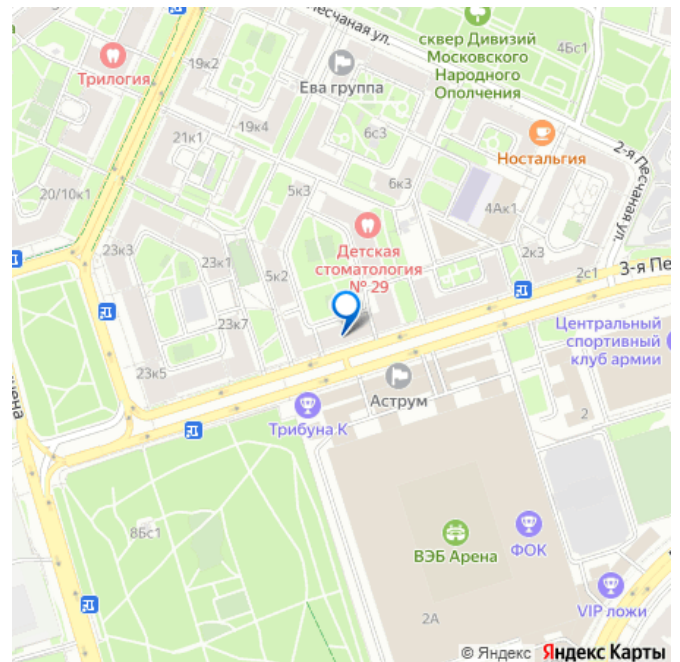 Песчаная ул.
сквер Дивизий
Московского
Народного
Ополчения
4Бс1
19к2
Трилогия
Ева группа
19к4
6с3
21к1
Ностальгия
2-я Песчаная ул.
20/10к1
5к3
6к3
4Ак1
23к3
23к1
5к2
Детская
стоматология
№ 29
2к3
2с1
3-я Пе
23к7
Центральный
спортивный
клуб армии
23к5
Аструм
2
Трибуна К
8Бс1
ВЭБ Арена
ФОК
2А
VIP ложи
© Яндекс Яндекс Карты